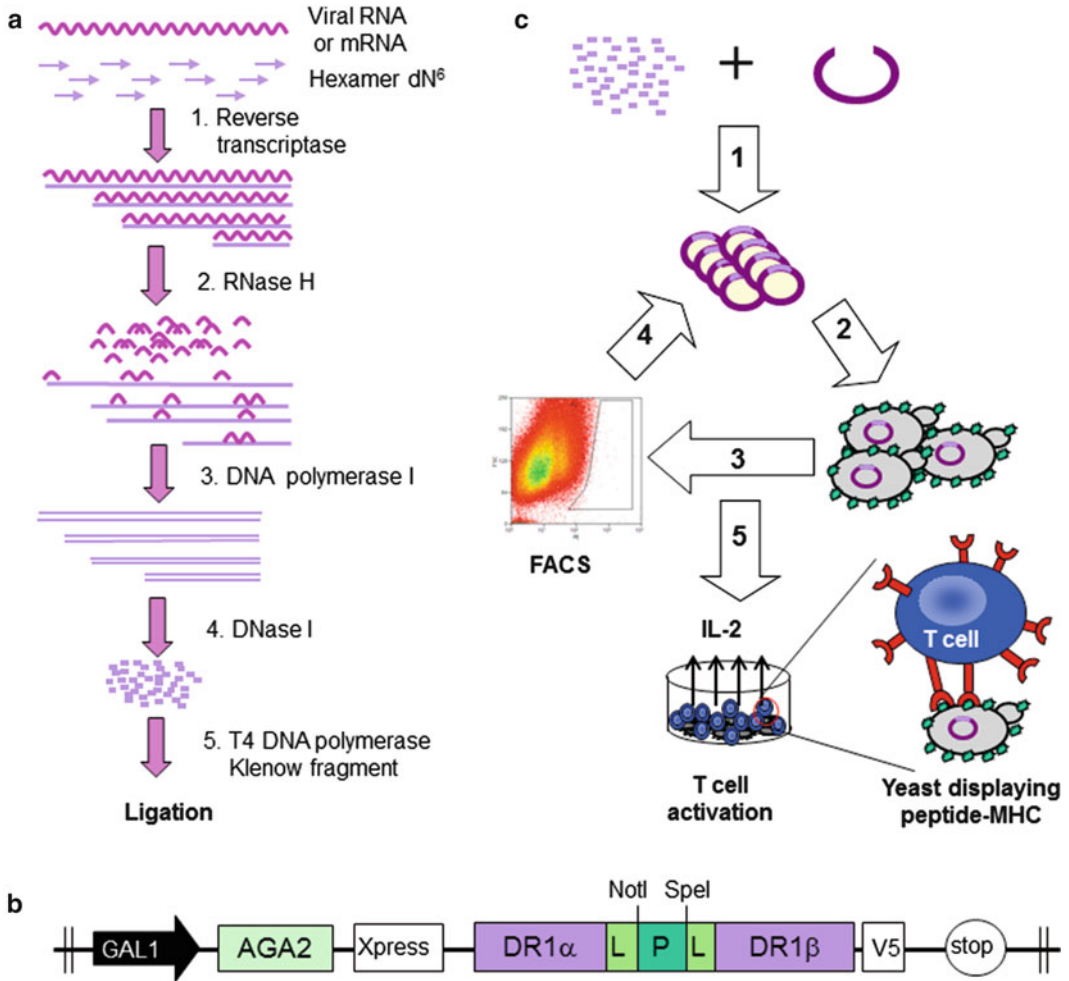 a
Viral RNA
or mRNA
Hexamer dN⁶
1. Reverse
transcriptase
2. RNase H
3. DNA polymerase I
4. DNase I
5. T4 DNA polymerase
Klenow fragment
Ligation
c
+
1
2
3
4
5
FACS
IL-2
T cell
activation
T cell
Yeast displaying
peptide-MHC
b
NotI SpeI
GAL1 AGA2 Xpress DR1α L P L DR1β V5 stop